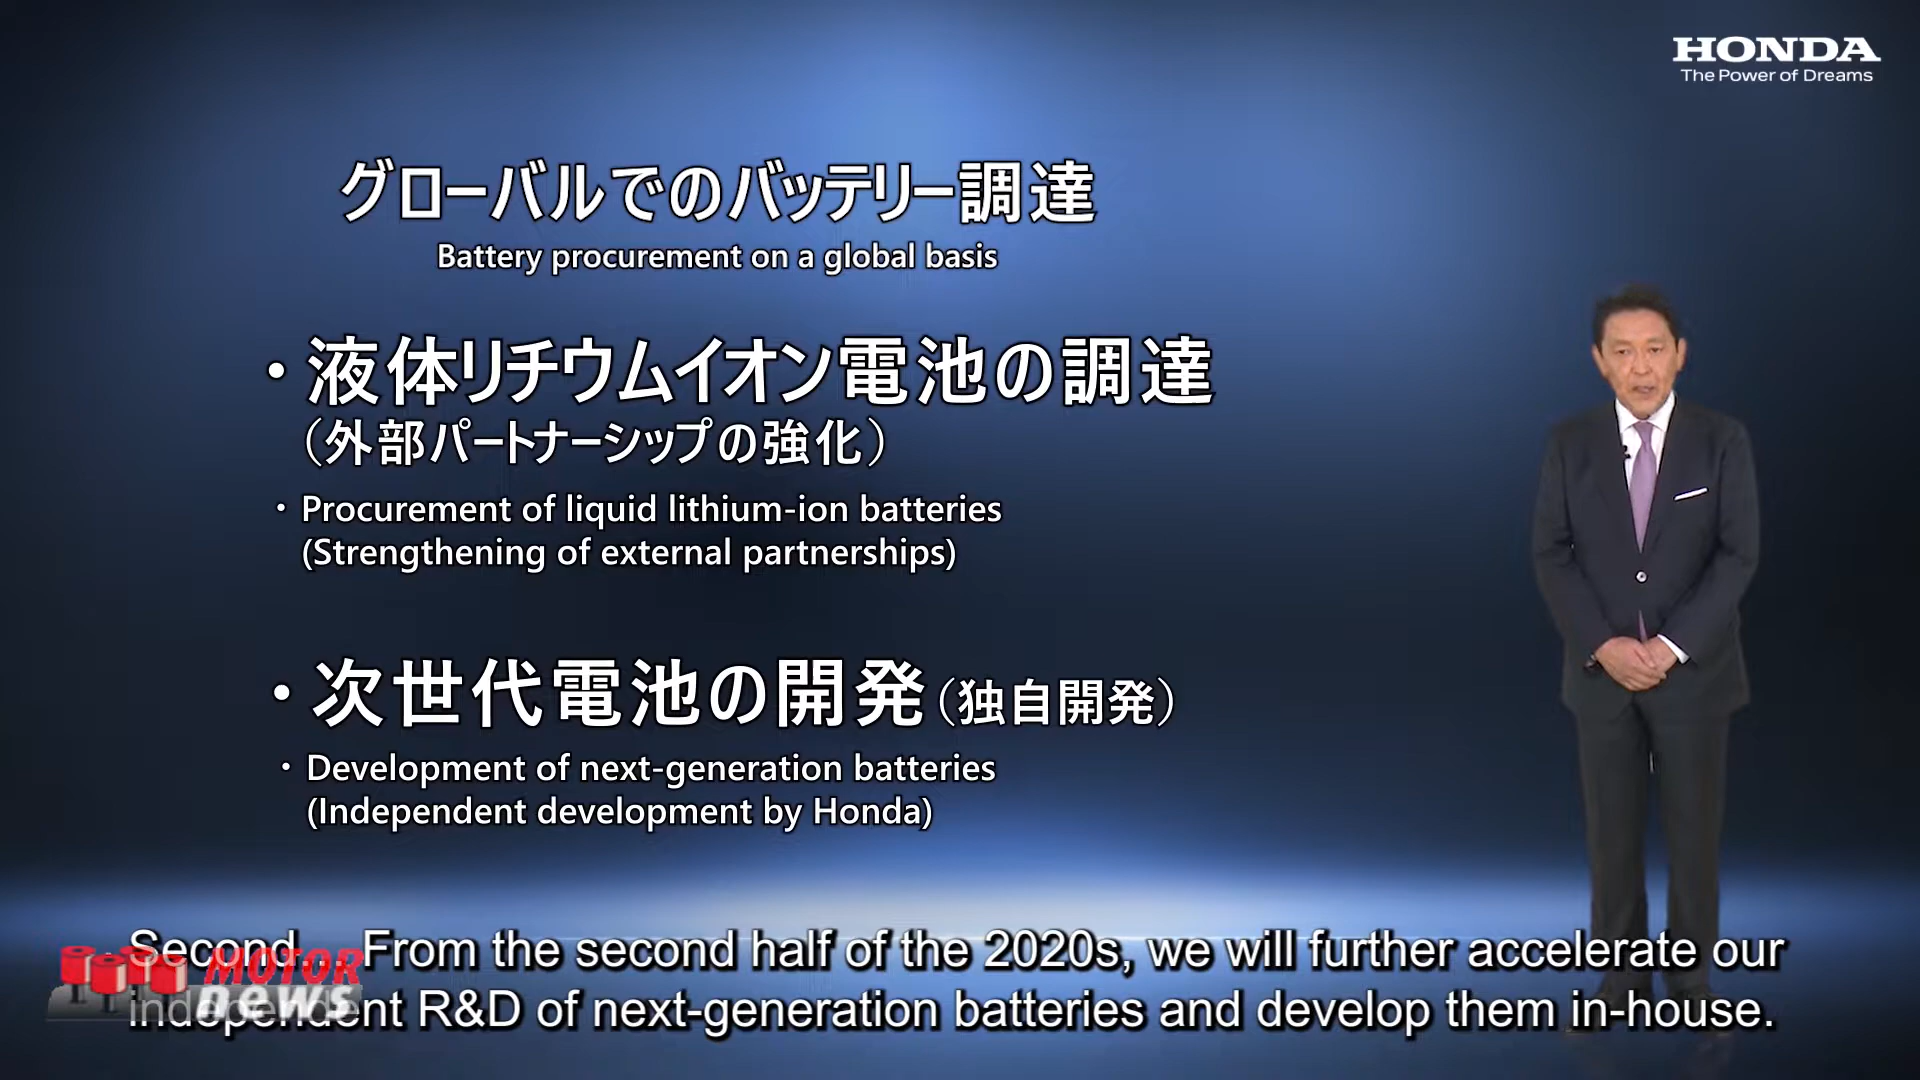 HONDA
The Power of Dreams
グローバルでのバッテリー調達
Battery procurement on a global basis
・液体リチウムイオン電池の調達
（外部パートナーシップの強化）
・Procurement of liquid lithium-ion batteries
(Strengthening of external partnerships)
・次世代電池の開発（独自開発）
・Development of next-generation batteries
(Independent development by Honda)
Second... From the second half of the 2020s, we will further accelerate our
independent R&D of next-generation batteries and develop them in-house.
MOTOR
news